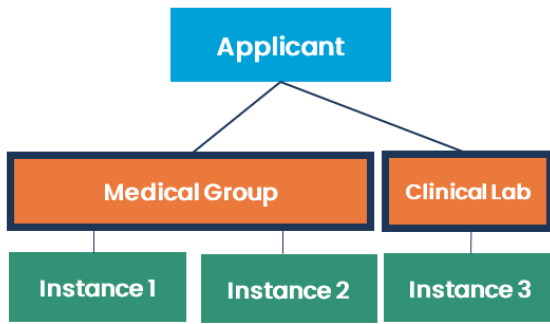 Applicant
Medical Group
Clinical Lab
Instance 1
Instance 2
Instance 3